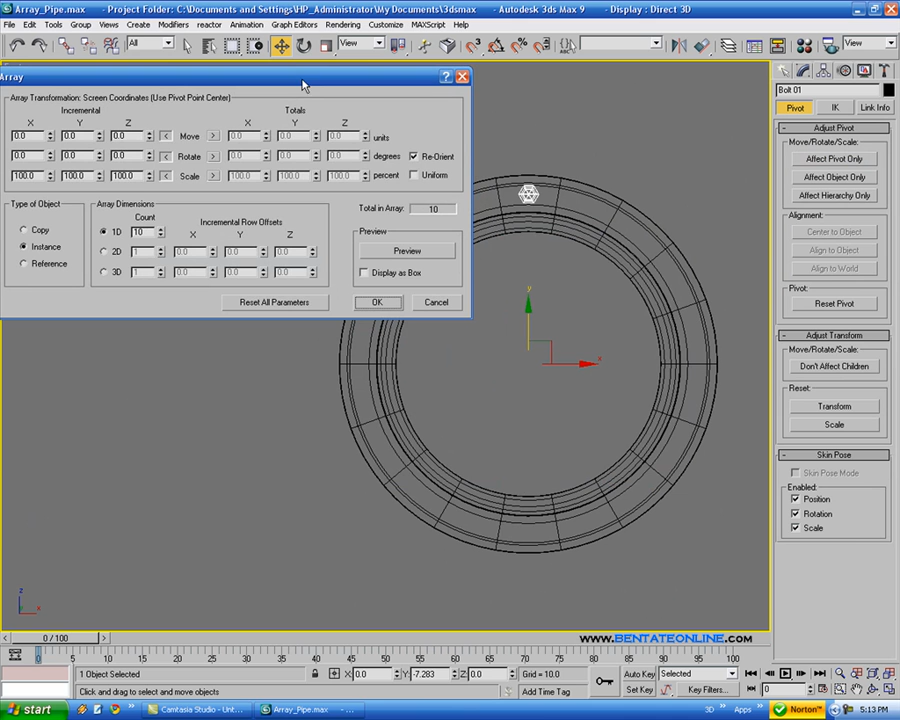 Array_Pipe.max - Project Folder: C:\Documents and Settings\HP_Administrator\My Documents\3dsmax - Autodesk 3ds Max 9 - Display : Direct 3D
File Edit Tools Group Views Create Modifiers reactor Animation Graph Editors Rendering Customize MAXScript Help
All View View
Array
Array Transformation: Screen Coordinates (Use Pivot Point Center)
Incremental Totals
X Y Z X Y Z
0.0 0.0 0.0 < Move > 0.0 0.0 0.0 units
0.0 0.0 0.0 < Rotate > 0.0 0.0 0.0 degrees Re-Orient
100.0 100.0 100.0 < Scale > 100.0 100.0 100.0 percent Uniform
Type of Object
Copy
Instance
Reference
Array Dimensions
Count
Incremental Row Offsets
X Y Z
1D 10
2D 1 0.0 0.0 0.0
3D 1 0.0 0.0 0.0
Total in Array: 10
Preview
Preview
Display as Box
Reset All Parameters OK Cancel
y
x
z
x
Bolt 01
Pivot IK Link Info
- Adjust Pivot
Move/Rotate/Scale:
Affect Pivot Only
Affect Object Only
Affect Hierarchy Only
Alignment:
Center to Object
Align to Object
Align to World
Pivot:
Reset Pivot
- Adjust Transform
Move/Rotate/Scale:
Don't Affect Children
Reset:
Transform
Scale
- Skin Pose
Skin Pose Mode
Enabled:
Position
Rotation
Scale
WWW.BENTATEONLINE.COM
< 0 / 100 >
0 5 10 15 20 25 30 35 40 45 50 55 60 65 70 75 80 85 90 95 100
1 Object Selected X: 0.0 Y: -7.283 Z: 0.0 Grid = 10.0 Auto Key Selected
Click and drag to select and move objects Add Time Tag Set Key Key Filters... 0
start Camtasia Studio - Unt... Array_Pipe.max - ... 3D » Apps » Norton™ 5:13 PM